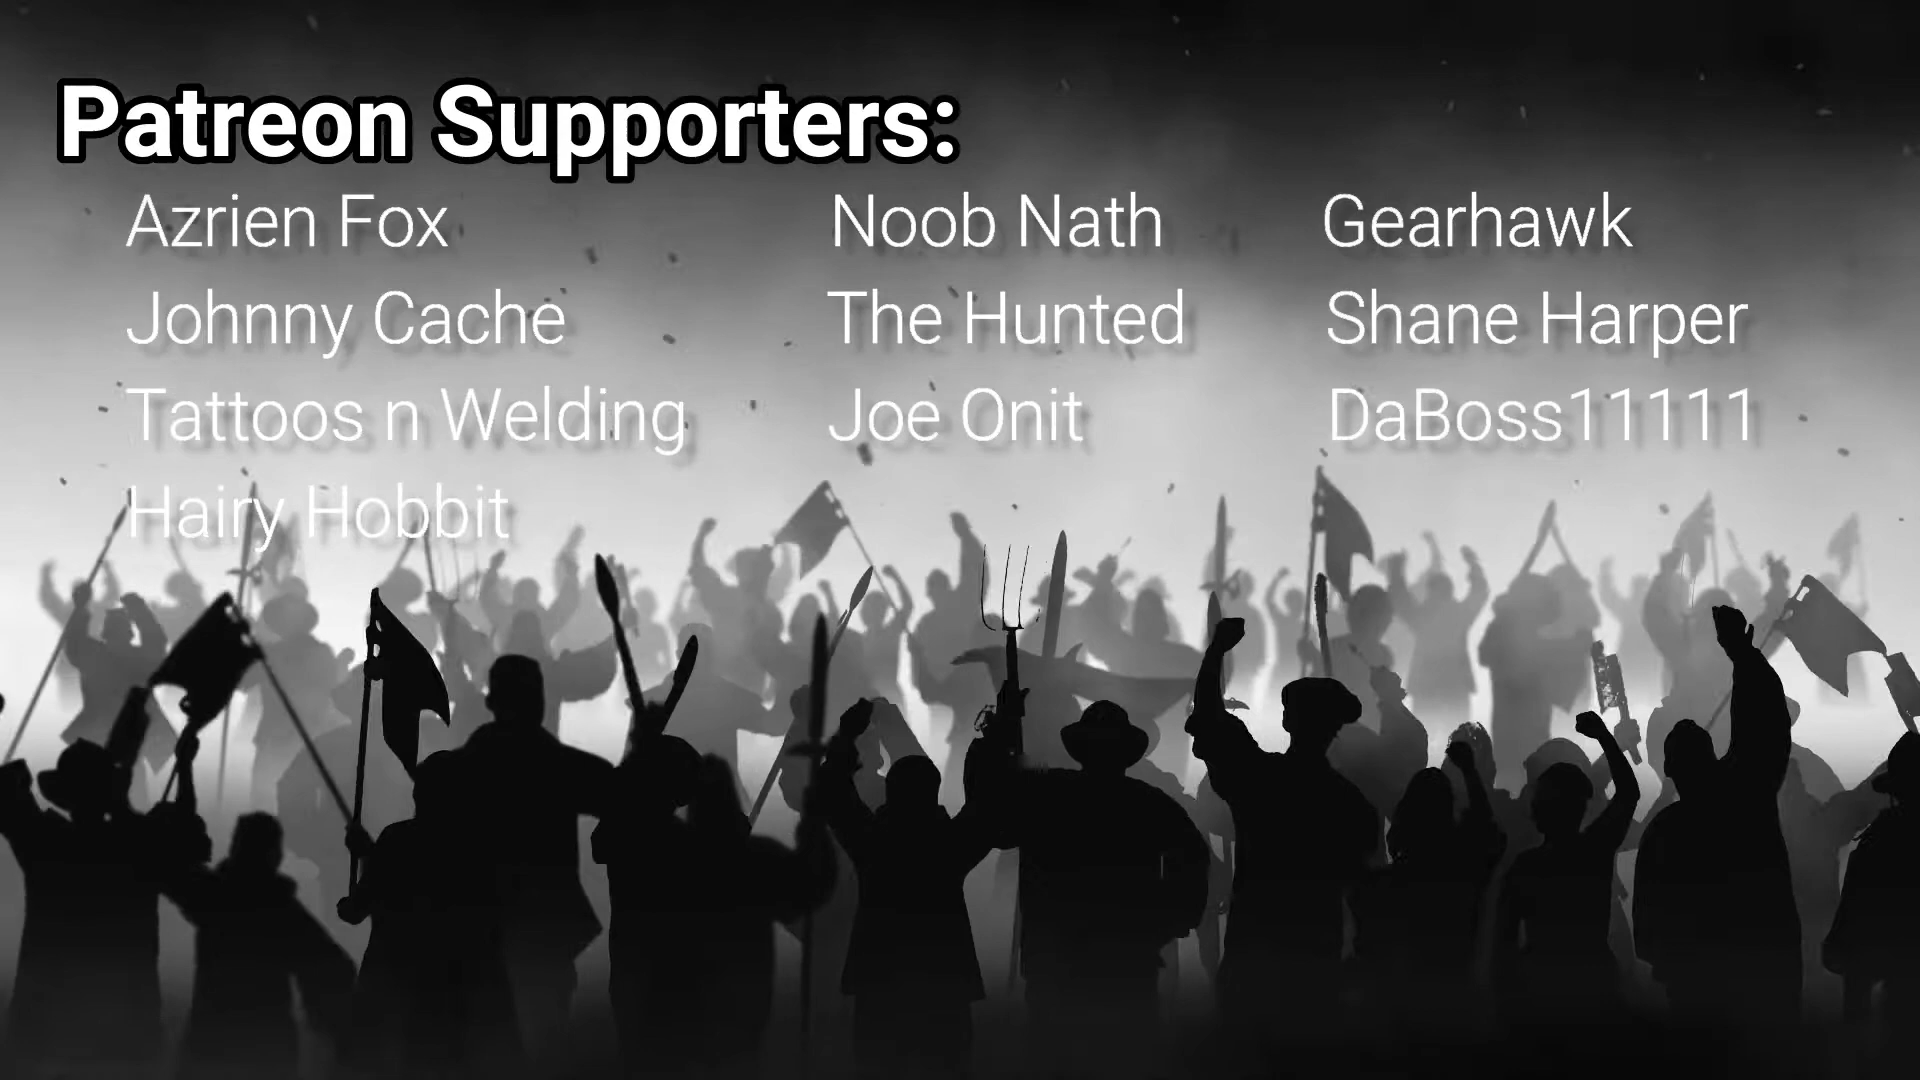 Patreon Supporters:
Azrien Fox
Johnny Cache
Tattoos n Welding
Hairy Hobbit
Noob Nath
The Hunted
Joe Onit
Gearhawk
Shane Harper
DaBoss11111